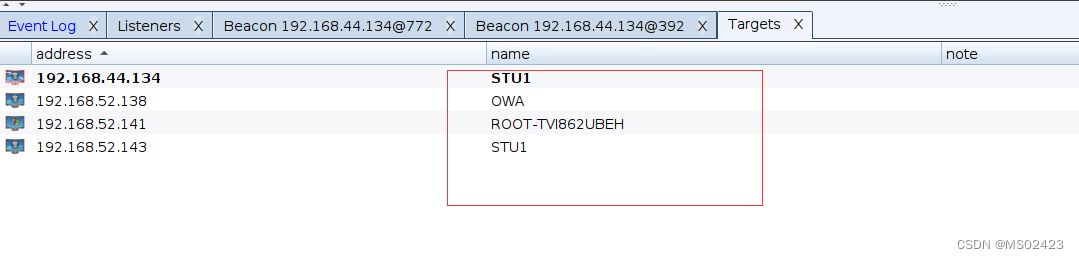 Event Log X Listeners X Beacon 192.168.44.134@772 X Beacon 192.168.44.134@392 X Targets X
address name note
192.168.44.134 STU1
192.168.52.138 OWA
192.168.52.141 ROOT-TVI862UBEH
192.168.52.143 STU1
CSDN @MS02423